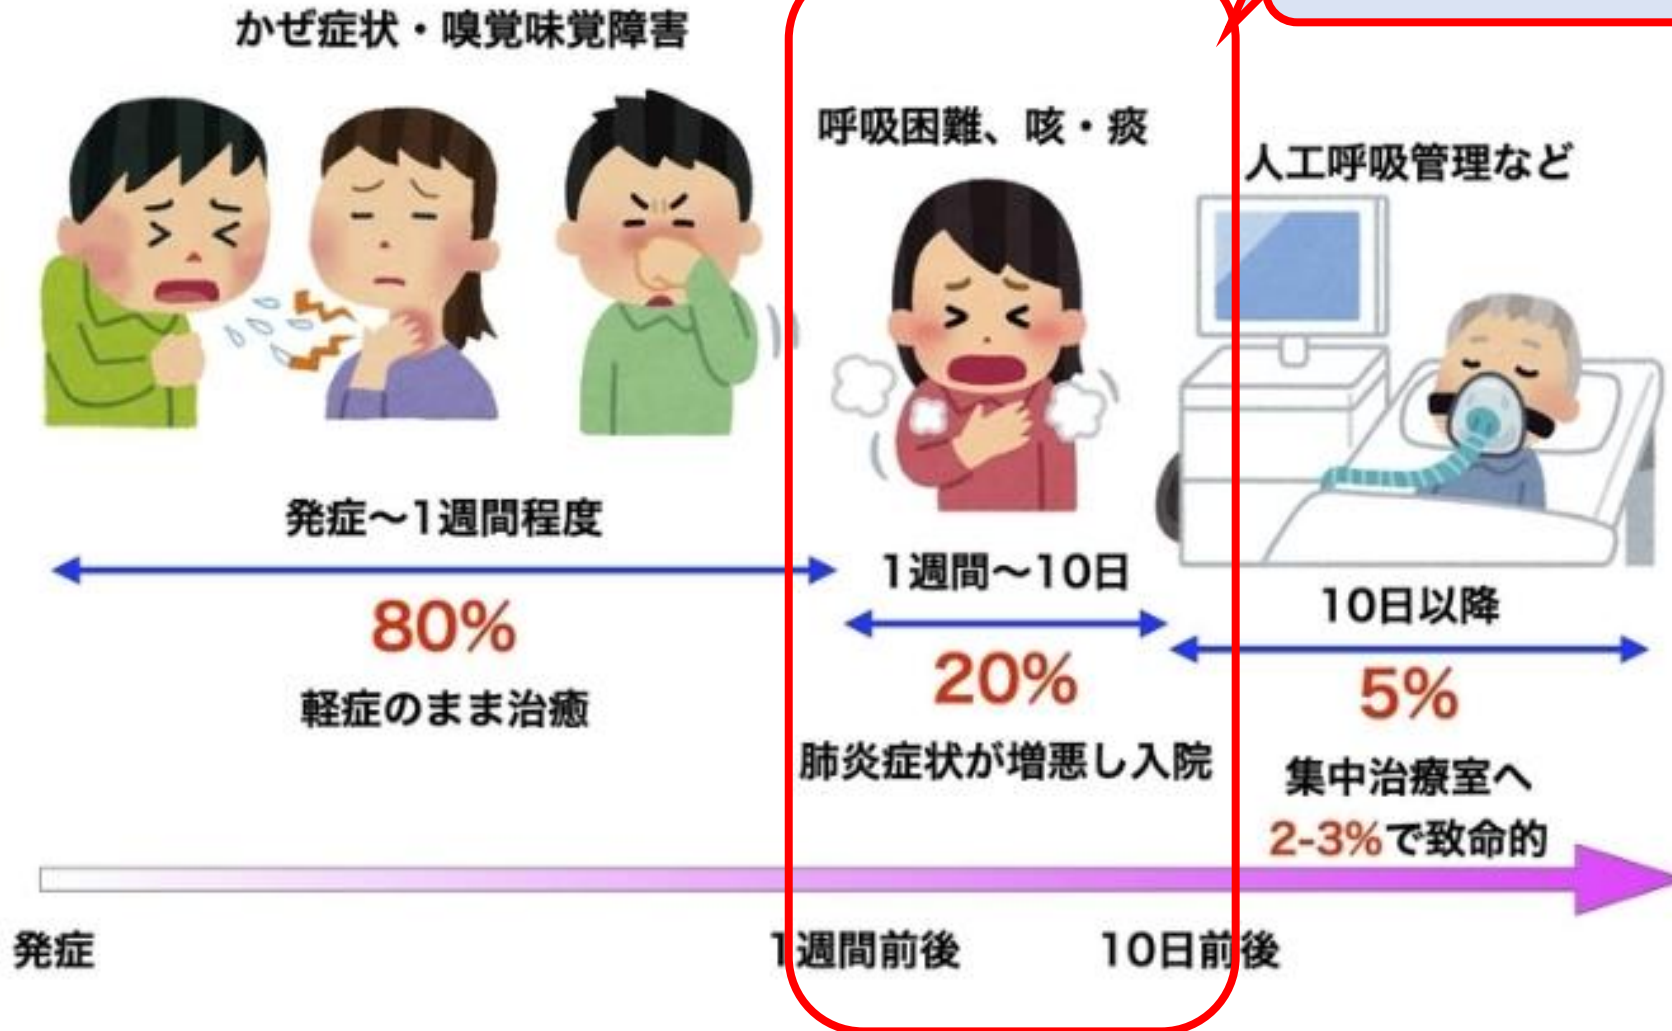 かぜ症状・嗅覚味覚障害
呼吸困難、咳・痰
人工呼吸管理など
発症～1週間程度
80%
軽症のまま治癒
1週間～10日
20%
肺炎症状が増悪し入院
10日以降
5%
集中治療室へ
2-3%で致命的
発症
1週間前後
10日前後